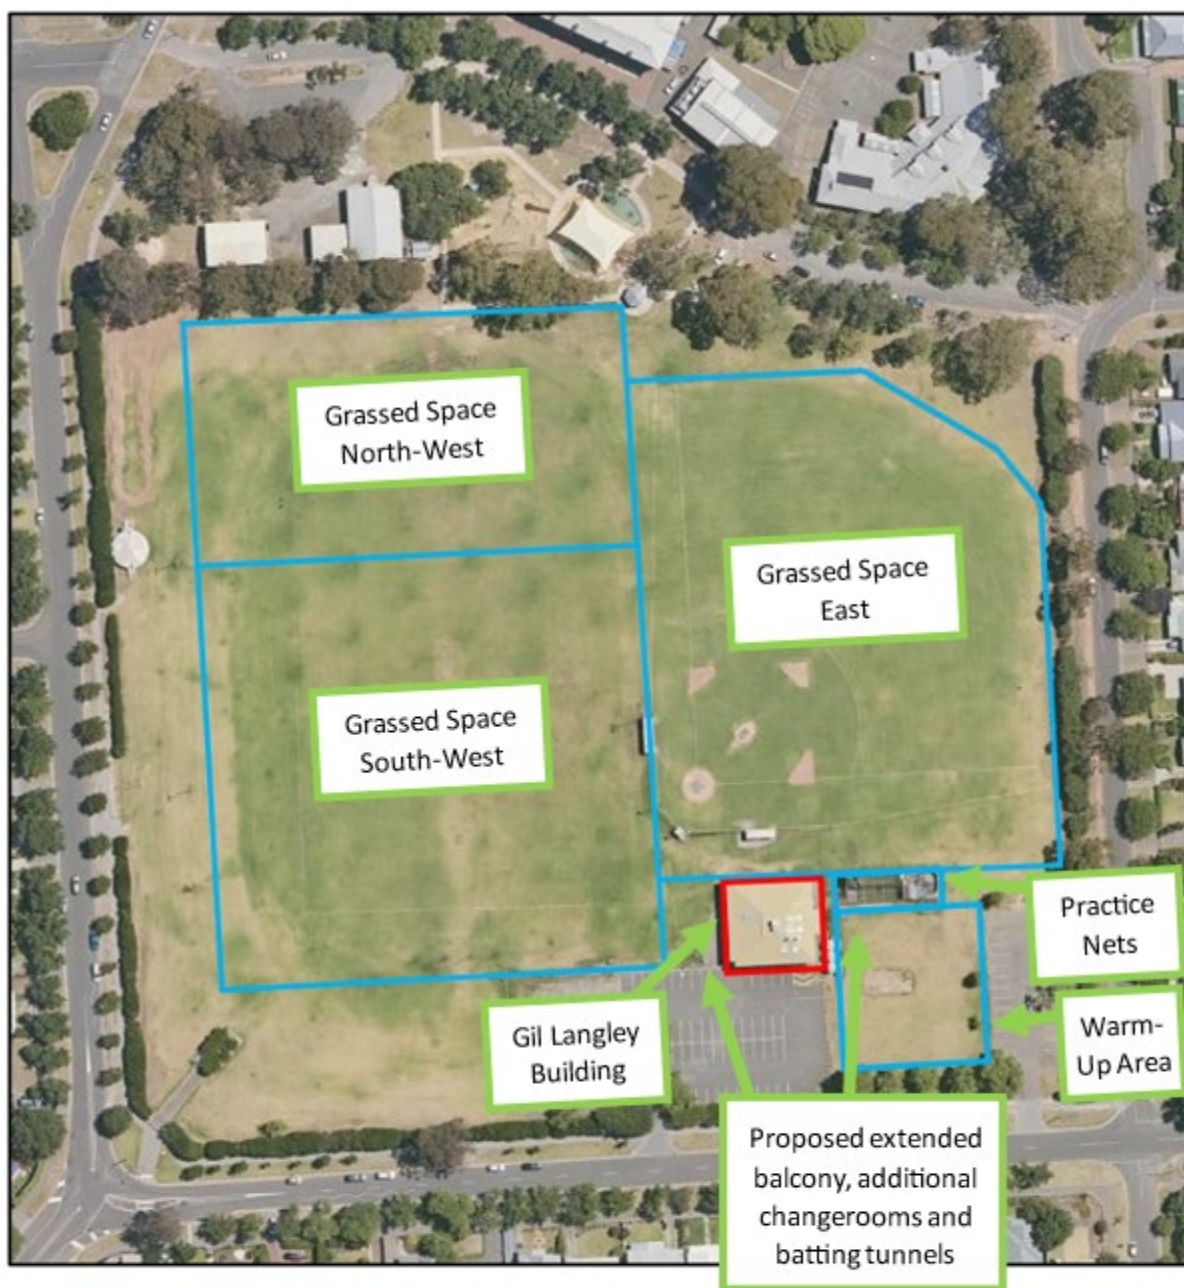 Grassed Space
North-West
Grassed Space
East
Grassed Space
South-West
Practice
Nets
Gil Langley
Building
Warm-
Up Area
Proposed extended
balcony, additional
changerooms and
batting tunnels